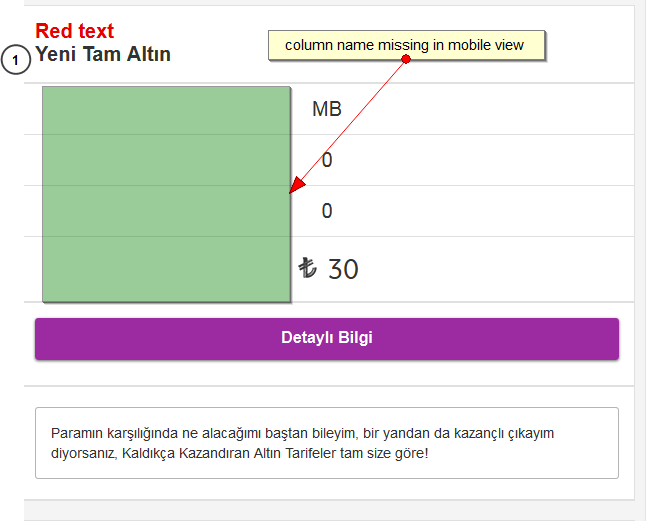 Red text
Yeni Tam Altın
column name missing in mobile view
1
MB
0
0
₺ 30
Detaylı Bilgi
Paramın karşılığında ne alacağımı baştan bileyim, bir yandan da kazançlı çıkayım
diyorsanız, Kaldıkça Kazandıran Altın Tarifeler tam size göre!